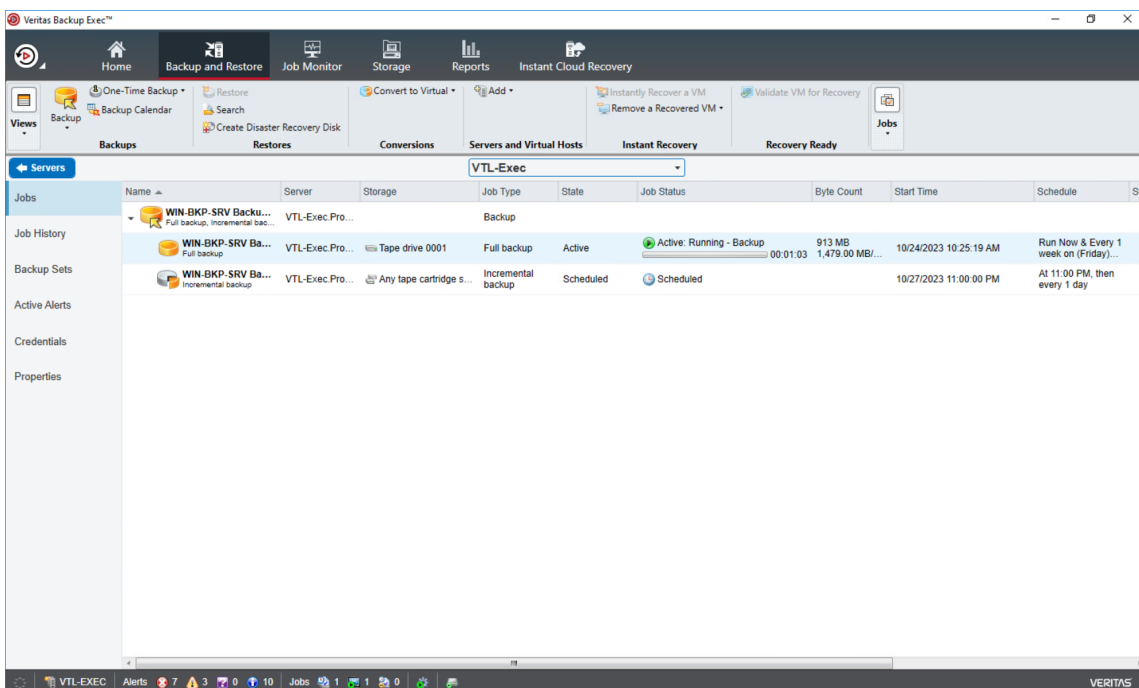 Veritas Backup Exec™
Home
Backup and Restore
Job Monitor
Storage
Reports
Instant Cloud Recovery
Views
Backup
One-Time Backup
Backup Calendar
Backups
Restore
Search
Create Disaster Recovery Disk
Restores
Convert to Virtual
Conversions
Add
Servers and Virtual Hosts
Instantly Recover a VM
Remove a Recovered VM
Instant Recovery
Validate VM for Recovery
Recovery Ready
Jobs
Servers
VTL-Exec
Jobs
Job History
Backup Sets
Active Alerts
Credentials
Properties
Name Server Storage Job Type State Job Status Byte Count Start Time Schedule S
WIN-BKP-SRV Backu... VTL-Exec.Pro... Backup
Full backup, Incremental bac...
WIN-BKP-SRV Ba... VTL-Exec.Pro... Tape drive 0001 Full backup Active Active: Running - Backup 913 MB 10/24/2023 10:25:19 AM Run Now & Every 1
Full backup 00:01:03 1,479.00 MB/... week on (Friday)...
WIN-BKP-SRV Ba... VTL-Exec.Pro... Any tape cartridge s... Incremental Scheduled Scheduled 10/27/2023 11:00:00 PM At 11:00 PM, then
Incremental backup backup every 1 day
VTL-EXEC Alerts 7 3 0 10 Jobs 1 1 0 VERITAS